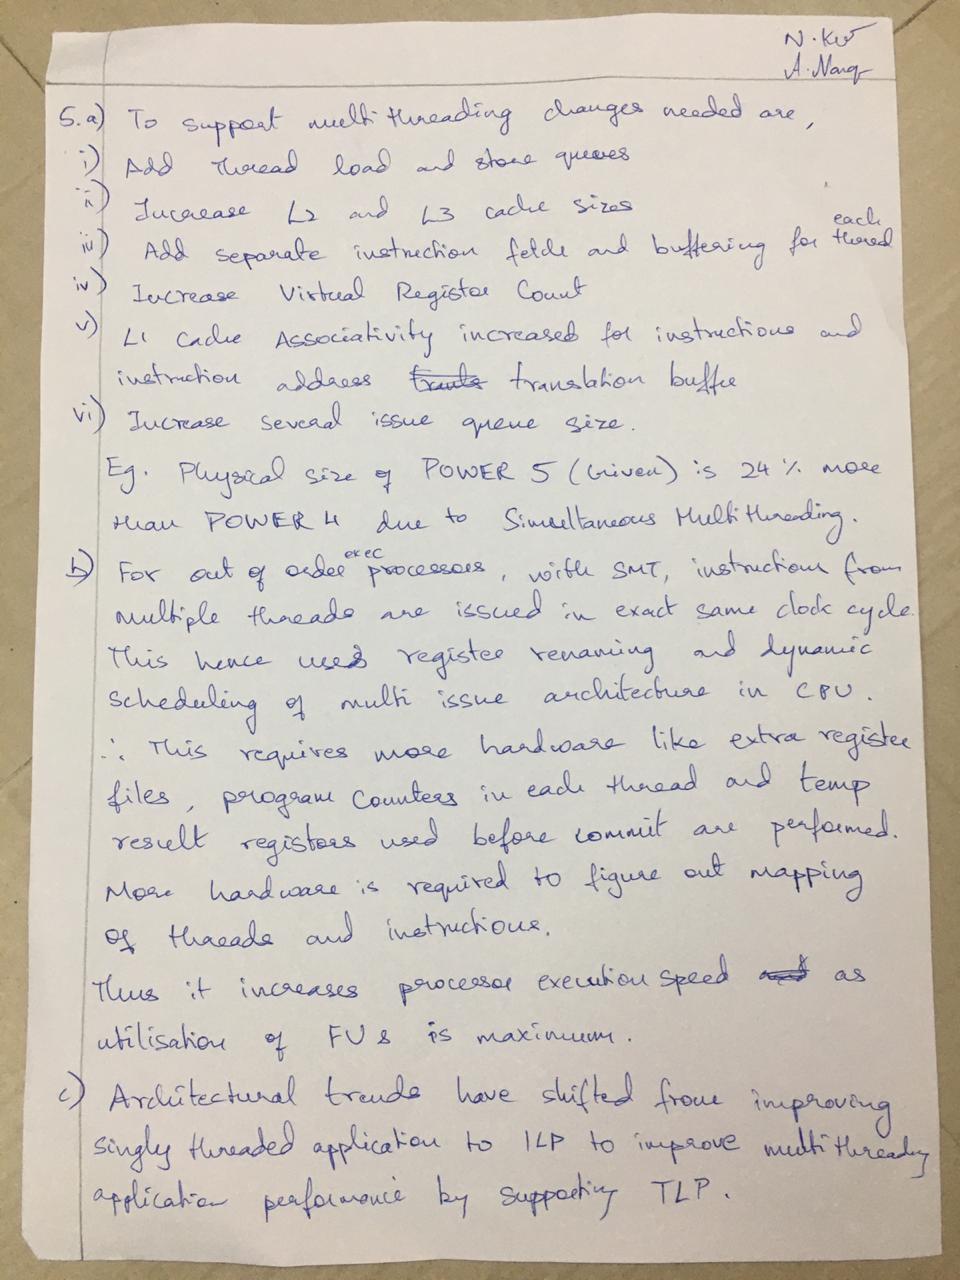 N.Ku
A.Narg
5.a) To support multithreading changes needed are,
i) Add thread load and store queues
ii) Increase L2 and L3 cache sizes
iii) Add separate instruction fetch and buffering for each thread
iv) Increase Virtual Register Count
v) L1 cache Associativity increased for instructions and
instruction address translation buffer
vi) Increase several issue queue size.
Eg. Physical size of POWER 5 (Given) is 24% more
than POWER 4 due to Simultaneous Multithreading.
b) For out of order exec processors, with SMT, instructions from
multiple threads are issued in exact same clock cycle.
This hence uses register renaming and dynamic
scheduling of multi issue architecture in CPU.
∴ This requires more hardware like extra register
files, program counters in each thread and temp
result registers used before commit are performed.
More hardware is required to figure out mapping
of threads and instructions.
Thus it increases processor execution speed as
utilisation of FUs is maximum.
c) Architectural trends have shifted from improving
singly threaded application to ILP to improve multithreading
application performance by supporting TLP.